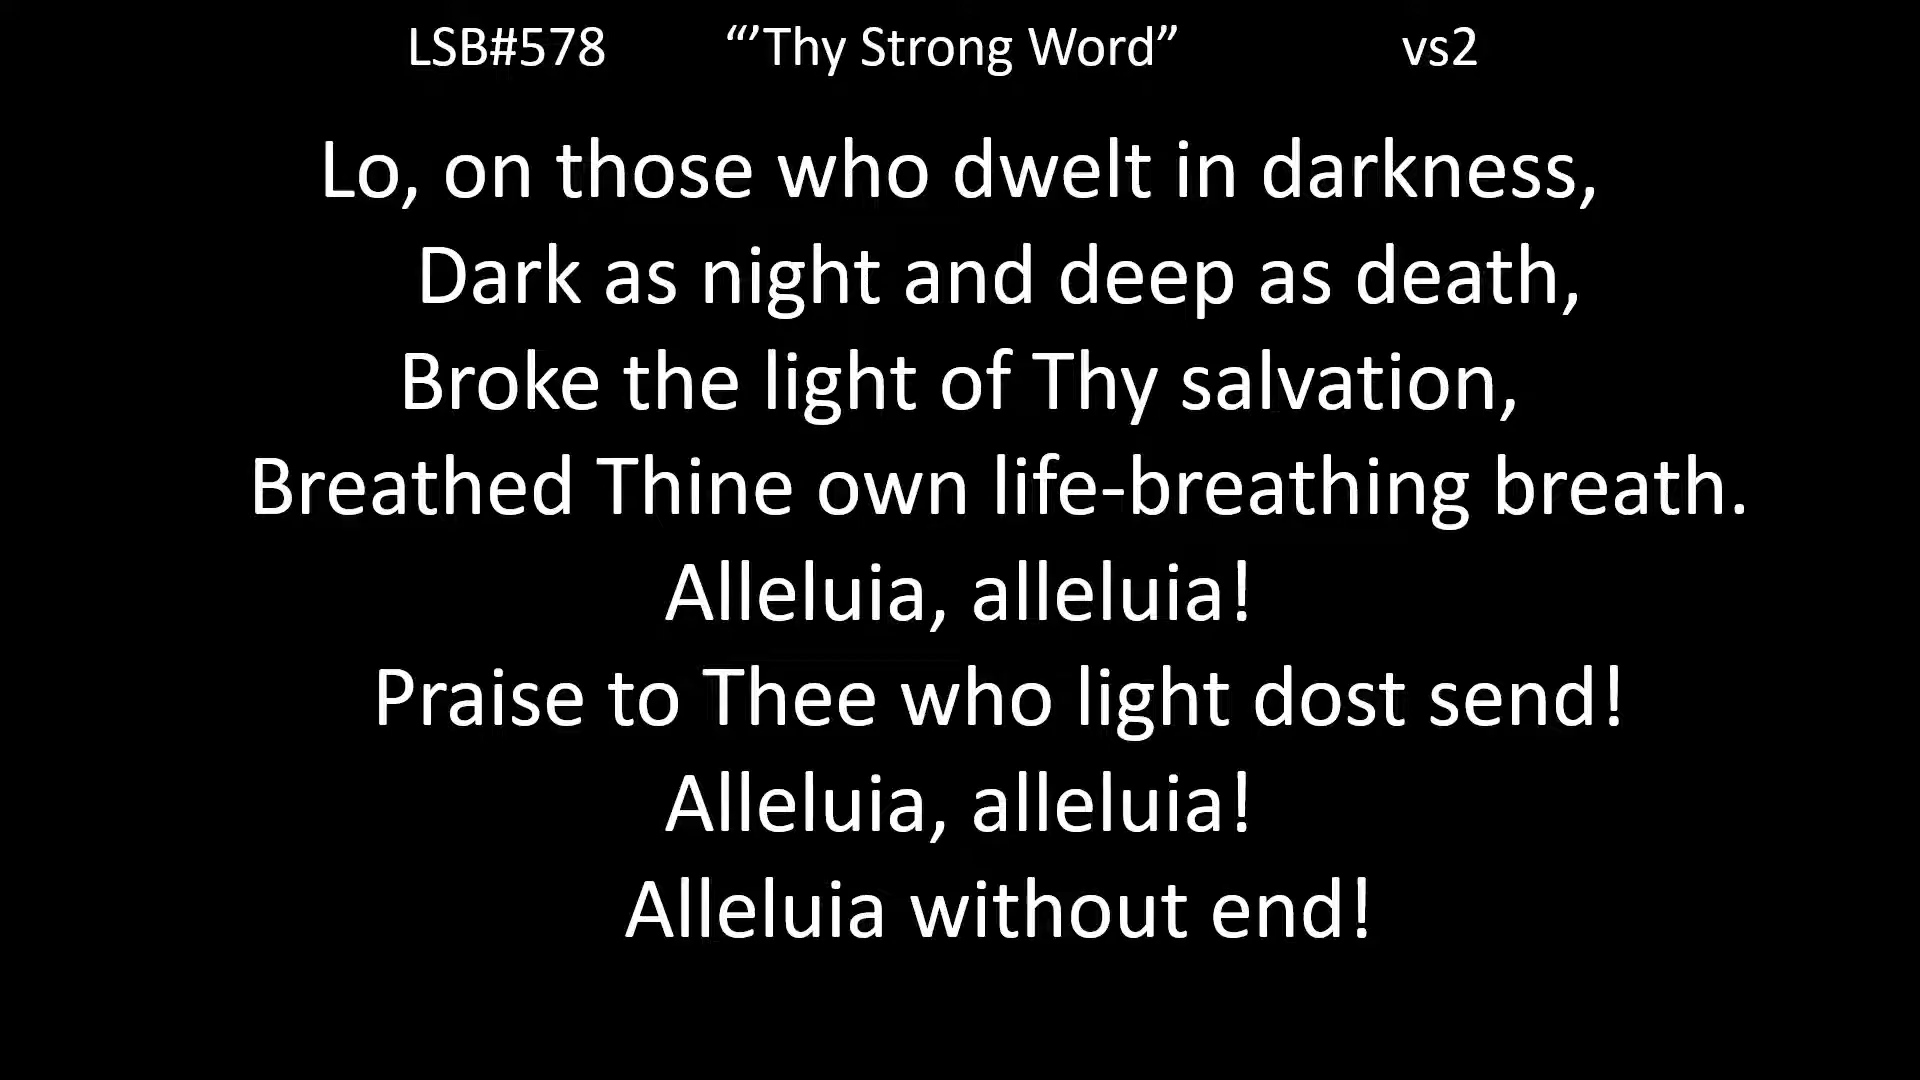 LSB#578 “’Thy Strong Word” vs2
Lo, on those who dwelt in darkness,
Dark as night and deep as death,
Broke the light of Thy salvation,
Breathed Thine own life-breathing breath.
Alleluia, alleluia!
Praise to Thee who light dost send!
Alleluia, alleluia!
Alleluia without end!